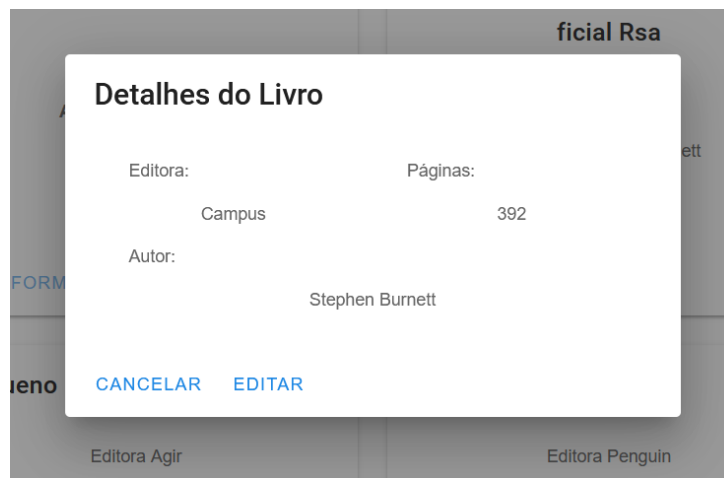 ficial Rsa
Detalhes do Livro
ett
Editora:
Páginas:
Campus
392
Autor:
FORM
Stephen Burnett
ueno
CANCELAR
EDITAR
Editora Agir
Editora Penguin